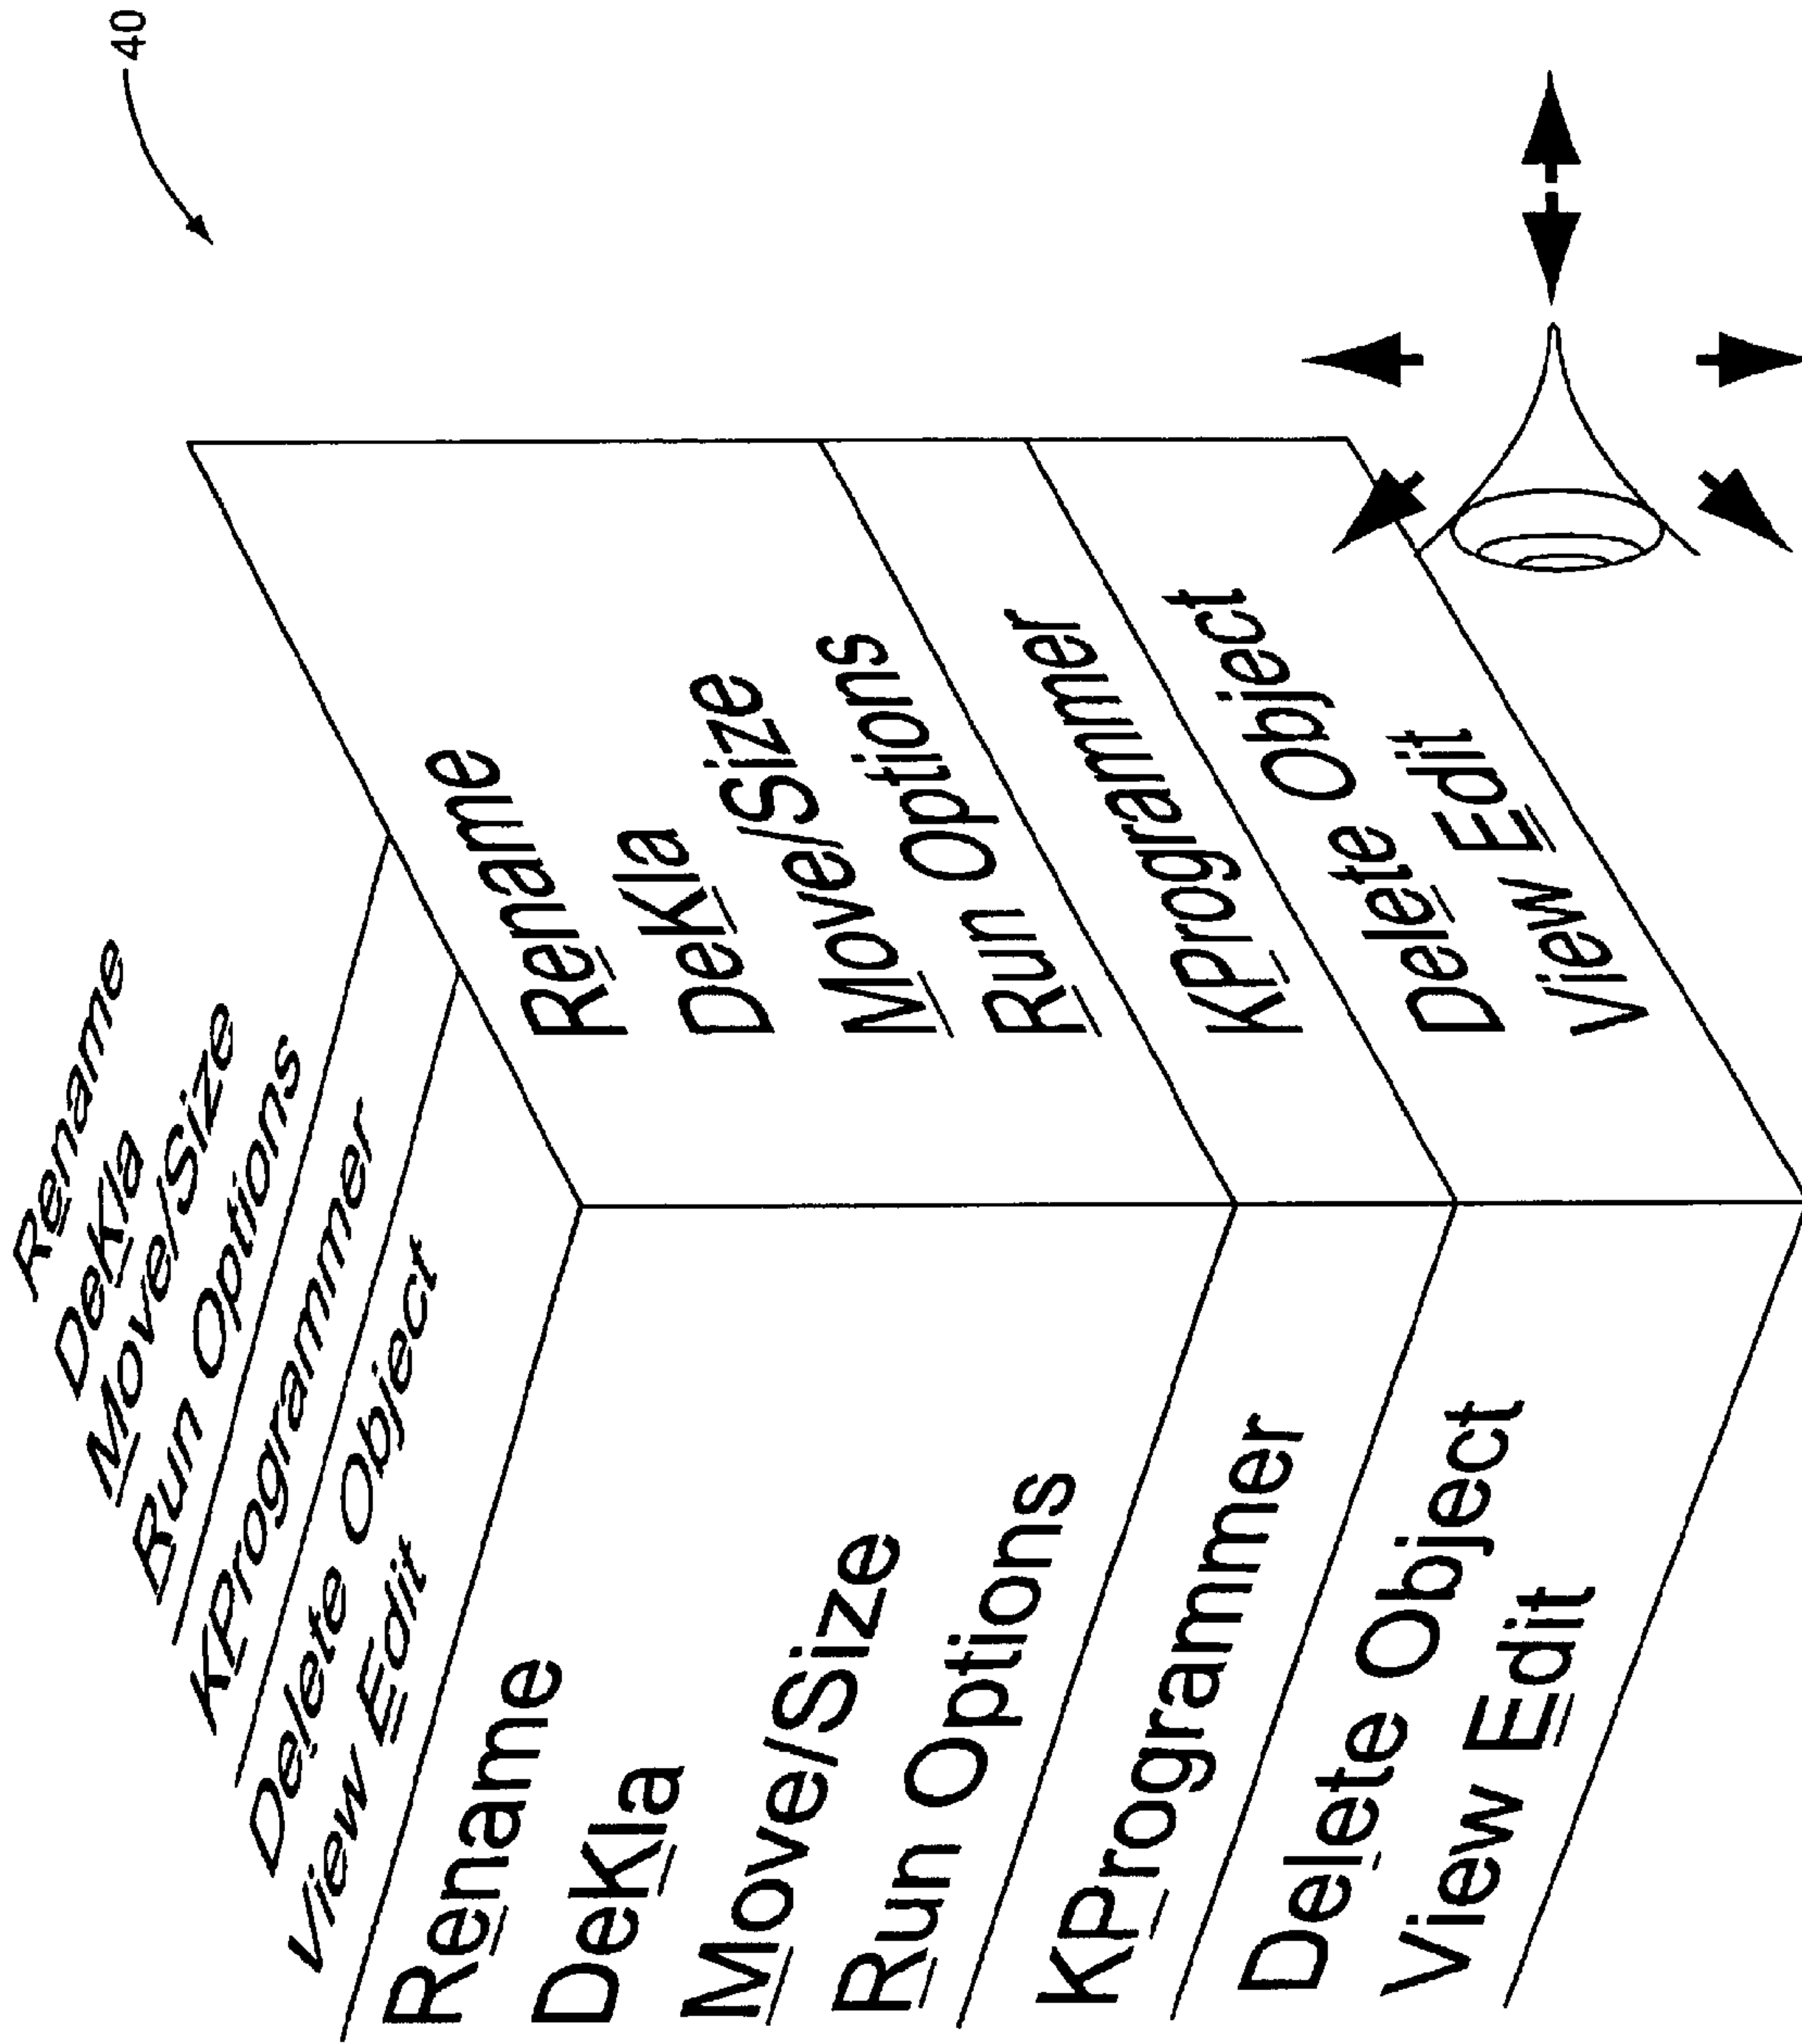 40
Rename
DeKla
Move/Size
Run Options
KProgrammer
Delete Object
View Edit
Rename
DeKla
Move/Size
Run Options
KProgrammer
Delete Object
View Edit
Rename
DeKla
Move/Size
Run Options
KProgrammer
Delete Object
View Edit